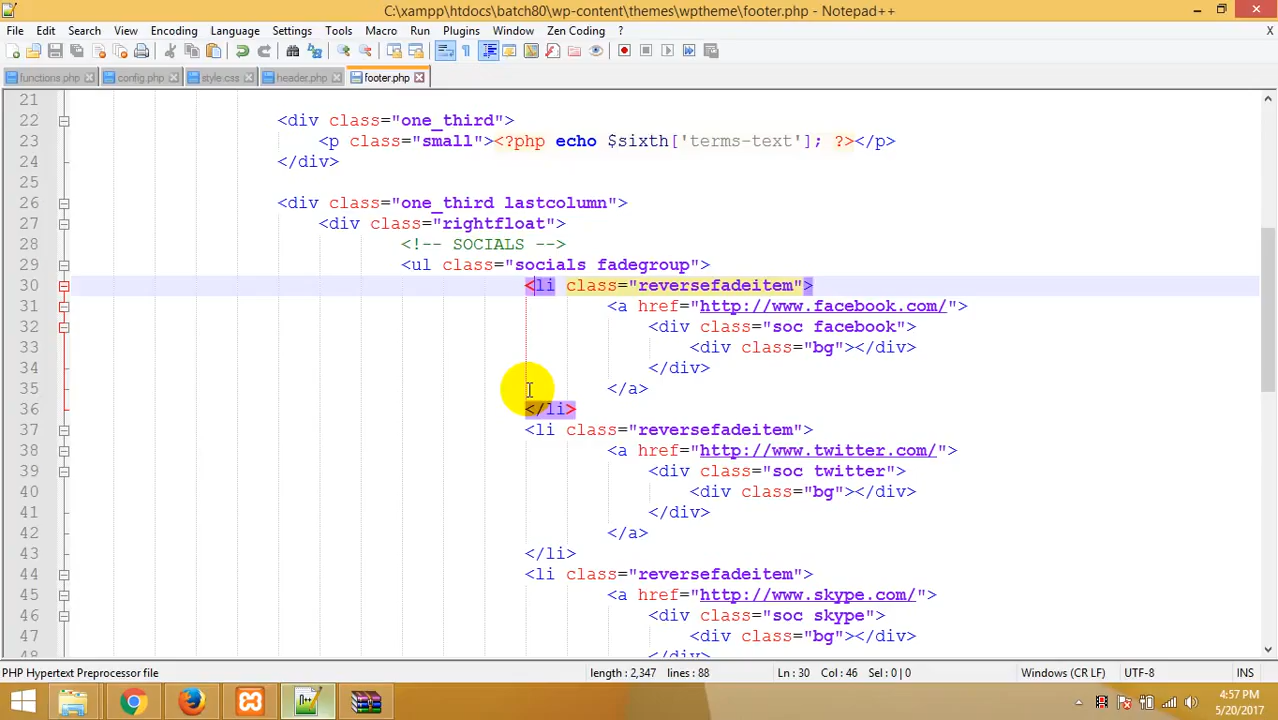 C:\xampp\htdocs\batch80\wp-content\themes\wptheme\footer.php - Notepad++
File Edit Search View Encoding Language Settings Tools Macro Run Plugins Window Zen Coding ? X
functions.php config.php style.css header.php footer.php
21
22 <div class="one_third">
23 <p class="small"><?php echo $sixth['terms-text']; ?></p>
24 </div>
25
26 <div class="one_third lastcolumn">
27 <div class="rightfloat">
28 <!-- SOCIALS -->
29 <ul class="socials fadegroup">
30 <li class="reversefadeitem">
31 <a href="http://www.facebook.com/">
32 <div class="soc facebook">
33 <div class="bg"></div>
34 </div>
35 </a>
36 </li>
37 <li class="reversefadeitem">
38 <a href="http://www.twitter.com/">
39 <div class="soc twitter">
40 <div class="bg"></div>
41 </div>
42 </a>
43 </li>
44 <li class="reversefadeitem">
45 <a href="http://www.skype.com/">
46 <div class="soc skype">
47 <div class="bg"></div>
48 </div>
PHP Hypertext Preprocessor file length : 2,347 lines : 88 Ln : 30 Col : 46 Sel : 0 | 0 Windows (CR LF) UTF-8 INS
4:57 PM
5/20/2017